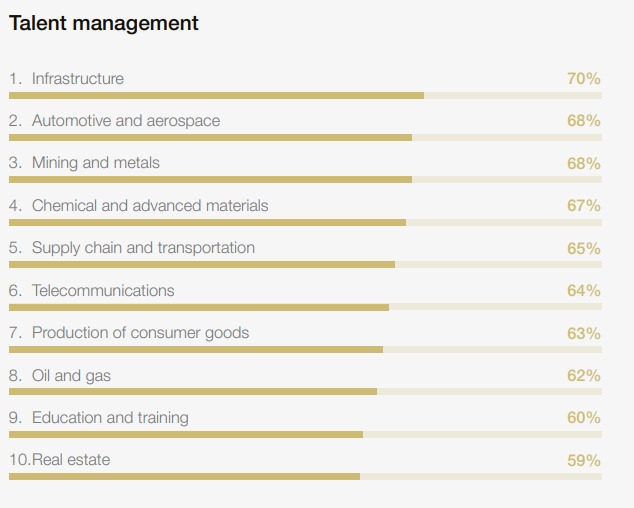 Talent management
1. Infrastructure 70%
2. Automotive and aerospace 68%
3. Mining and metals 68%
4. Chemical and advanced materials 67%
5. Supply chain and transportation 65%
6. Telecommunications 64%
7. Production of consumer goods 63%
8. Oil and gas 62%
9. Education and training 60%
10.Real estate 59%